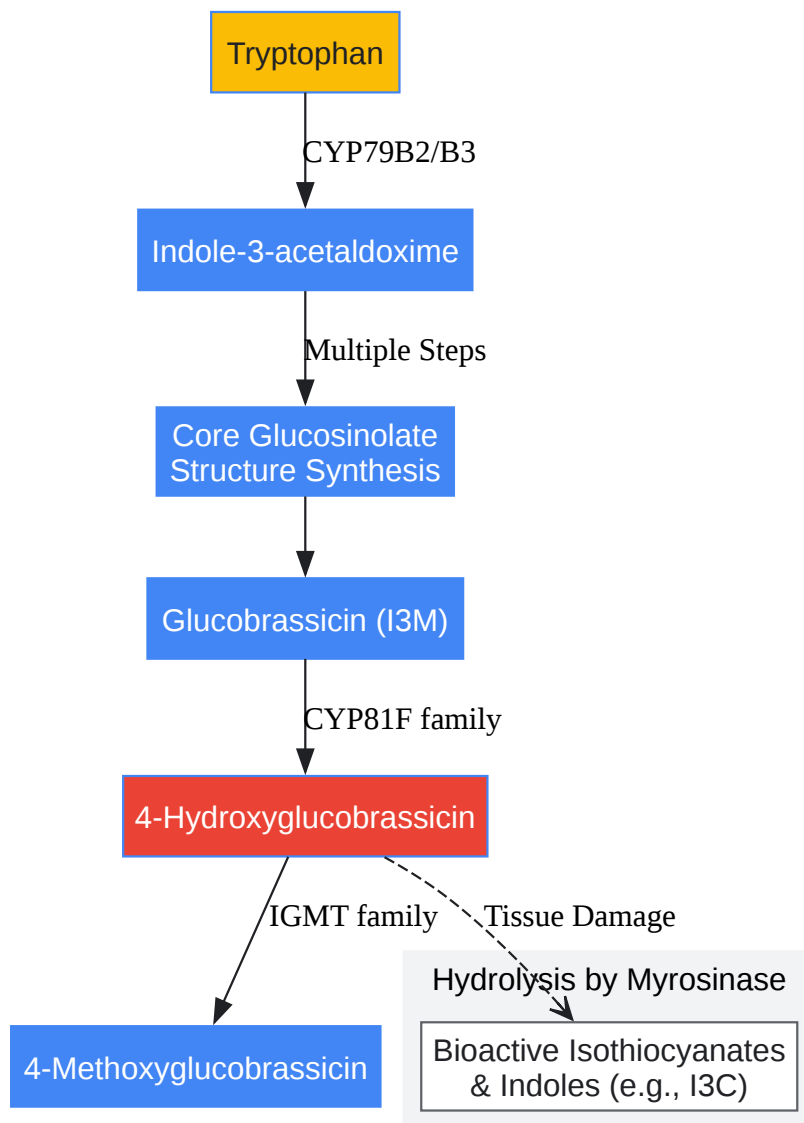 Tryptophan
CYP79B2/B3
Indole-3-acetaldoxime
Multiple Steps
Core Glucosinolate
Structure Synthesis
Glucobrassicin (I3M)
CYP81F family
4-Hydroxyglucobrassicin
IGMT family
Tissue Damage
Hydrolysis by Myrosinase
4-Methoxyglucobrassicin
Bioactive Isothiocyanates
& Indoles (e.g., I3C)